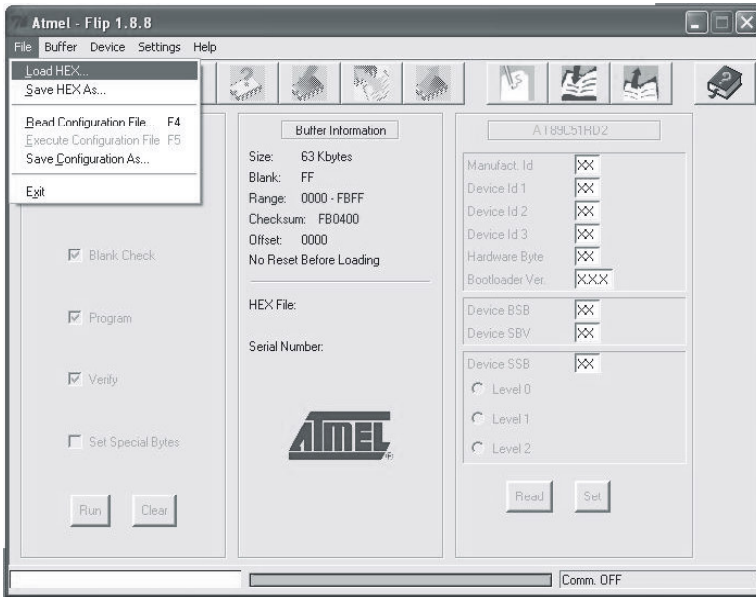 Atmel - Flip 1.8.8
File Buffer Device Settings Help
Load HEX...
Save HEX As...
Read Configuration File... F4
Execute Configuration File F5
Save Configuration As...
Exit
Blank Check
Program
Verify
Set Special Bytes
Run Clear
Buffer Information
Size: 63 Kbytes
Blank: FF
Range: 0000 - FBFF
Checksum: FB0400
Offset: 0000
No Reset Before Loading
HEX File:
Serial Number:
ATMEL
AT89C51RD2
Manufact. Id XX
Device Id 1 XX
Device Id 2 XX
Device Id 3 XX
Hardware Byte XX
Bootloader Ver. XXX
Device BSB XX
Device SBV XX
Device SSB XX
Level 0
Level 1
Level 2
Read Set
Comm. OFF